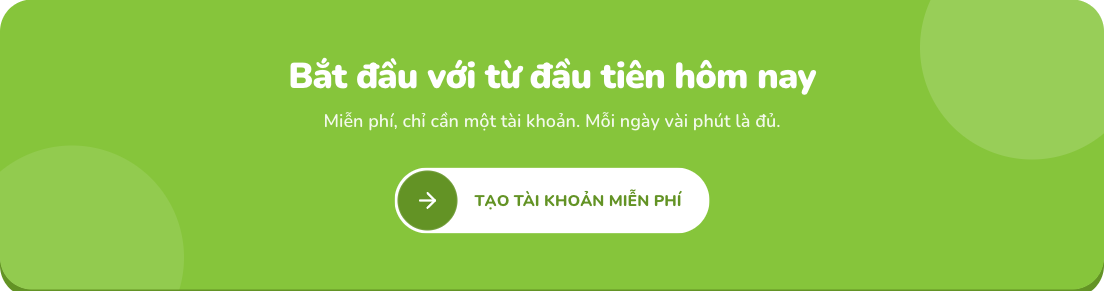 Bắt đầu với từ đầu tiên hôm nay
Miễn phí, chỉ cần một tài khoản. Mỗi ngày vài phút là đủ.
TẠO TÀI KHOẢN MIỄN PHÍ